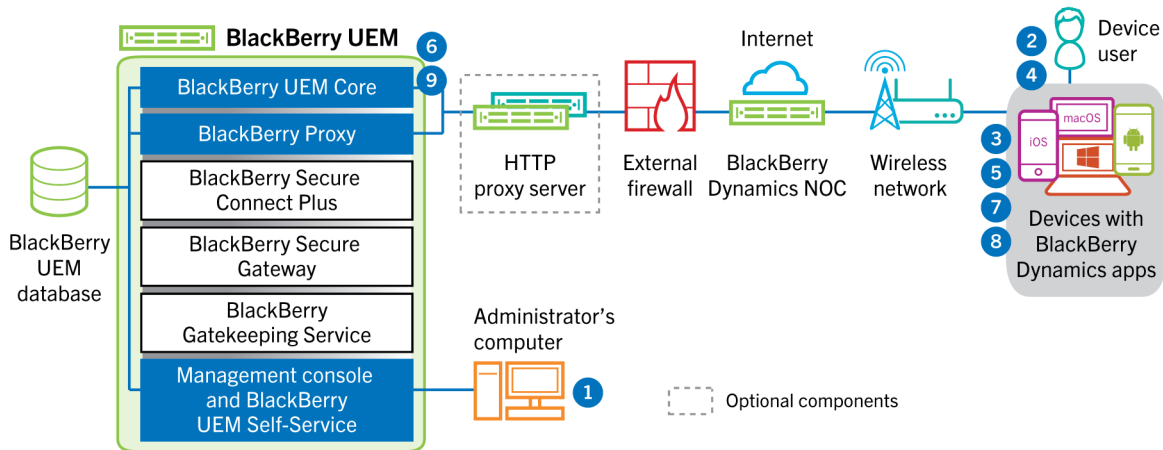 BlackBerry UEM
6
9
BlackBerry UEM Core
BlackBerry Proxy
BlackBerry Secure
Connect Plus
BlackBerry Secure
Gateway
BlackBerry
Gatekeeping Service
Management console
and BlackBerry
UEM Self-Service
BlackBerry
UEM
database
HTTP
proxy server
External
firewall
Internet
BlackBerry
Dynamics NOC
Wireless
network
2
4
Device
user
3
5
7
8
iOS
macOS
Devices with
BlackBerry
Dynamics apps
Administrator’s
computer
1
Optional components